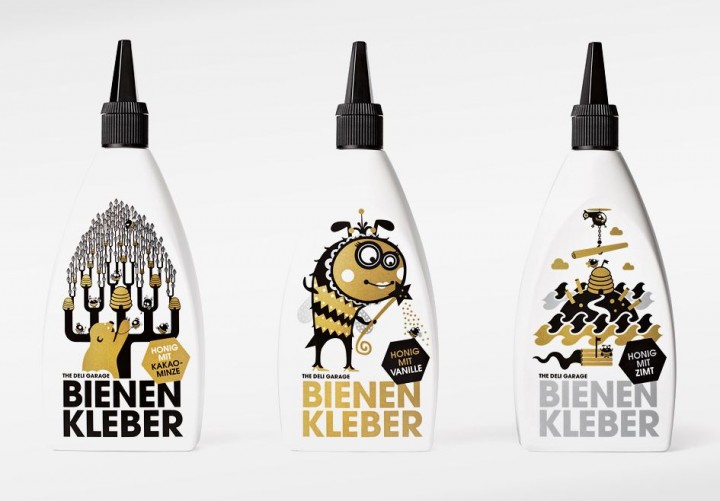 HONIG
MIT
KAKAO-
MINZE
THE DELI GARAGE
BIENEN
KLEBER
HONIG
MIT
VANILLE
THE DELI GARAGE
BIENEN
KLEBER
HONIG
MIT
ZIMT
THE DELI GARAGE
BIENEN
KLEBER